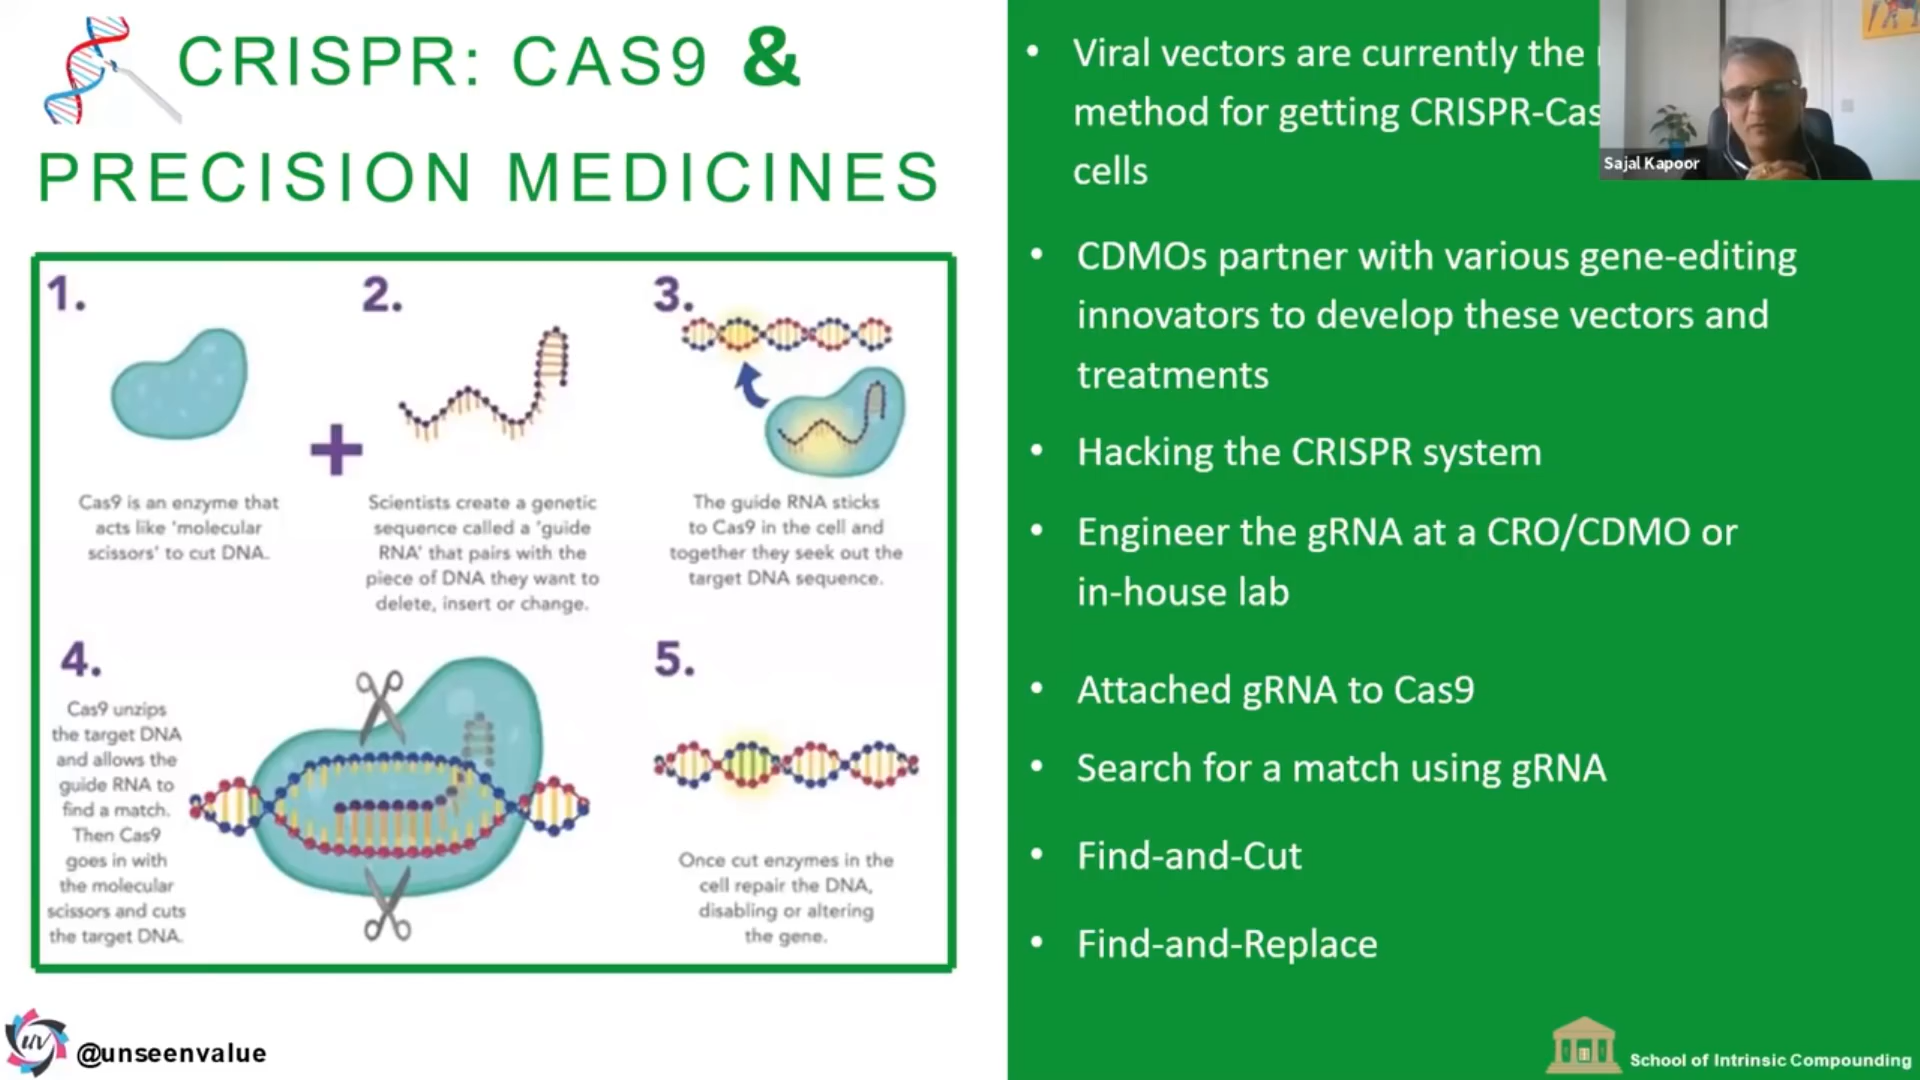 CRISPR: CAS9 &
PRECISION MEDICINES
1.
Cas9 is an enzyme that
acts like 'molecular
scissors' to cut DNA.
+
2.
Scientists create a genetic
sequence called a 'guide
RNA' that pairs with the
piece of DNA they want to
delete, insert or change.
3.
The guide RNA sticks
to Cas9 in the cell and
together they seek out the
target DNA sequence.
4.
Cas9 unzips
the target DNA
and allows the
guide RNA to
find a match.
Then Cas9
goes in with
the molecular
scissors and cuts
the target DNA.
5.
Once cut enzymes in the
cell repair the DNA,
disabling or altering
the gene.
UV
@unseenvalue
• Viral vectors are currently the
method for getting CRISPR-Cas
cells
• CDMOs partner with various gene-editing
innovators to develop these vectors and
treatments
• Hacking the CRISPR system
• Engineer the gRNA at a CRO/CDMO or
in-house lab
• Attached gRNA to Cas9
• Search for a match using gRNA
• Find-and-Cut
• Find-and-Replace
Sajal Kapoor
School of Intrinsic Compounding